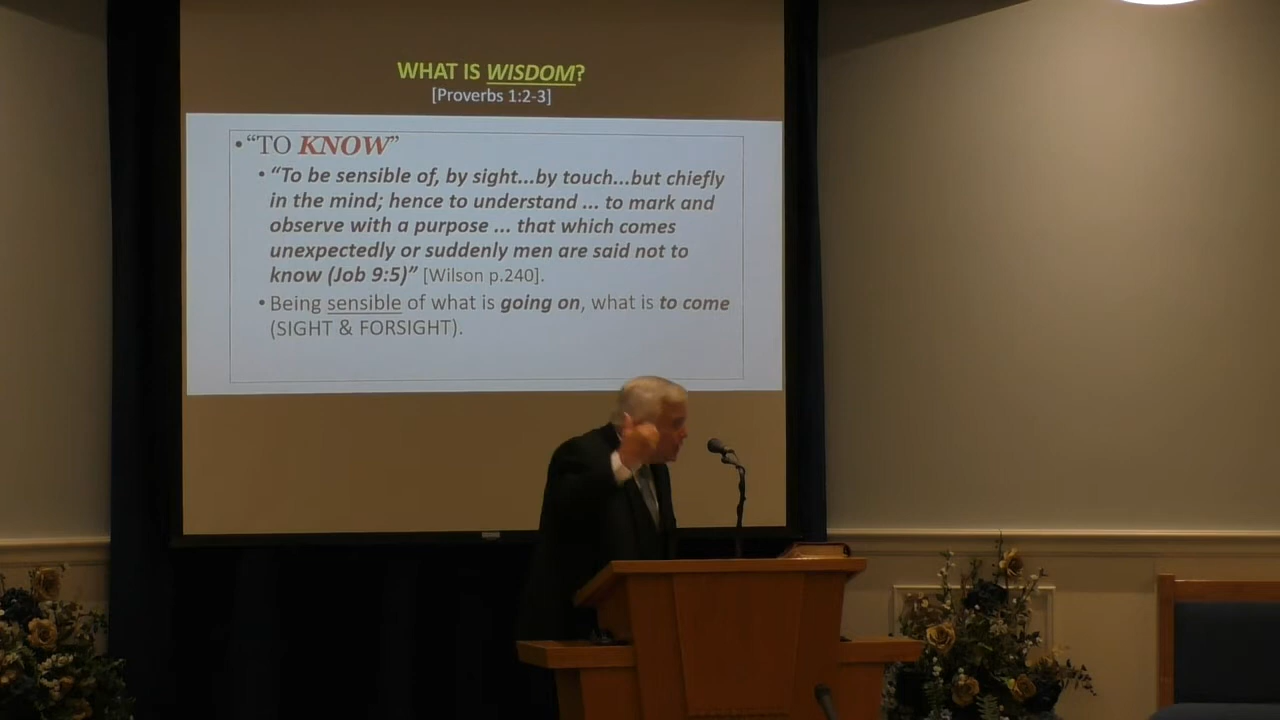 WHAT IS WISDOM?
[Proverbs 1:2-3]
•“TO KNOW”
• “To be sensible of, by sight...by touch...but chiefly
in the mind; hence to understand ... to mark and
observe with a purpose ... that which comes
unexpectedly or suddenly men are said not to
know (Job 9:5)” [Wilson p.240].
• Being sensible of what is going on, what is to come
(SIGHT & FORSIGHT).